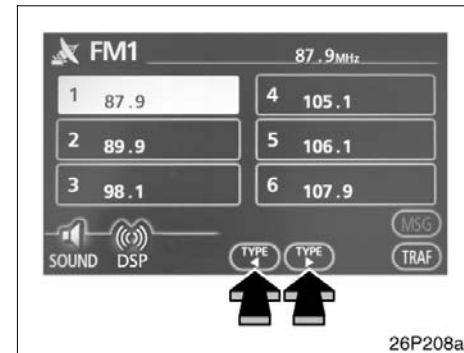 FM1 87.9MHz
1 87.9
2 89.9
3 98.1
4 105.1
5 106.1
6 107.9
MSG
SOUND DSP TYPE TYPE TRAF
26P208a